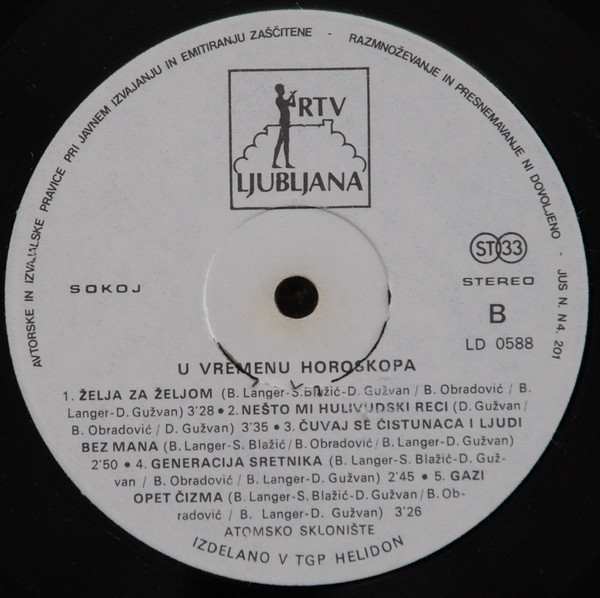 AVTORSKE IN IZVAJALSKE PRAVICE PRI JAVNEM IZVAJANJU IN EMITIRANJU ZAŠČITENE - RAZMNOŽEVANJE IN PRESNEMAVANJE NI DOVOLJENO - JUS N. N4. 201
RTV
LJUBLJANA
SOKOJ
ST 33
STEREO
B
LD 0588
U VREMENU HOROSKOPA
1. ŽELJA ZA ŽELJOM (B. Langer-S. Blažić-D. Gužvan / B. Obradović / B.
Langer-D. Gužvan) 3'28 • 2. NEŠTO MI HULIVUDSKI RECI (D. Gužvan /
B. Obradović / D. Gužvan) 3'35 • 3. ČUVAJ SE ČISTUNACA I LJUDI
BEZ MANA (B. Langer-S. Blažić/B. Obradović/B. Langer-D. Gužvan)
2'50 • 4. GENERACIJA SRETNIKA (B. Langer-S. Blažić-D. Guž-
van / B. Obradović / B. Langer-D. Gužvan) 2'45 • 5. GAZI
OPET ČIZMA (B. Langer-S. Blažić-D. Gužvan/B. Ob-
radović / B. Langer-D. Gužvan) 3'26
ATOMSKO SKLONIŠTE
IZDELANO V TGP HELIDON